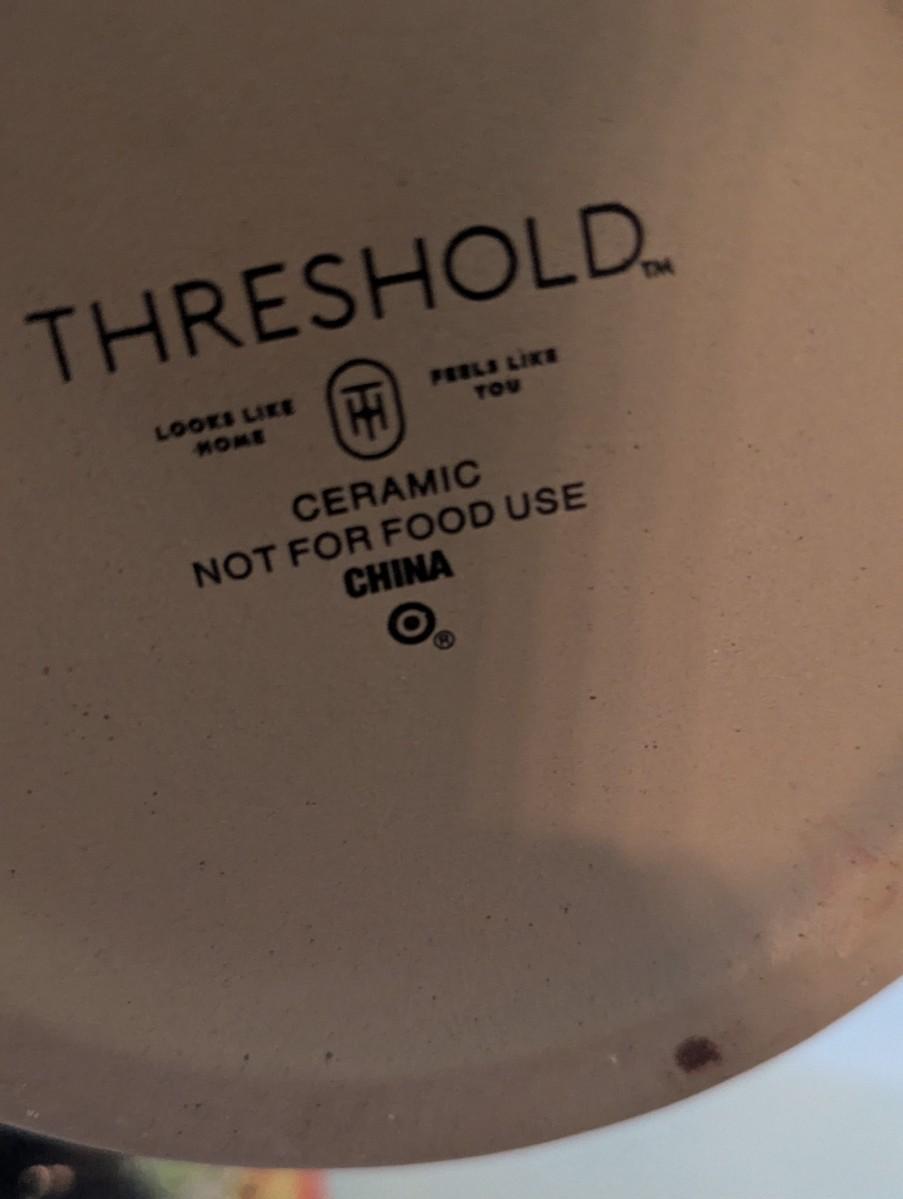 THRESHOLD™
LOOKS LIKE HOME
FEELS LIKE YOU
CERAMIC
NOT FOR FOOD USE
CHINA
®